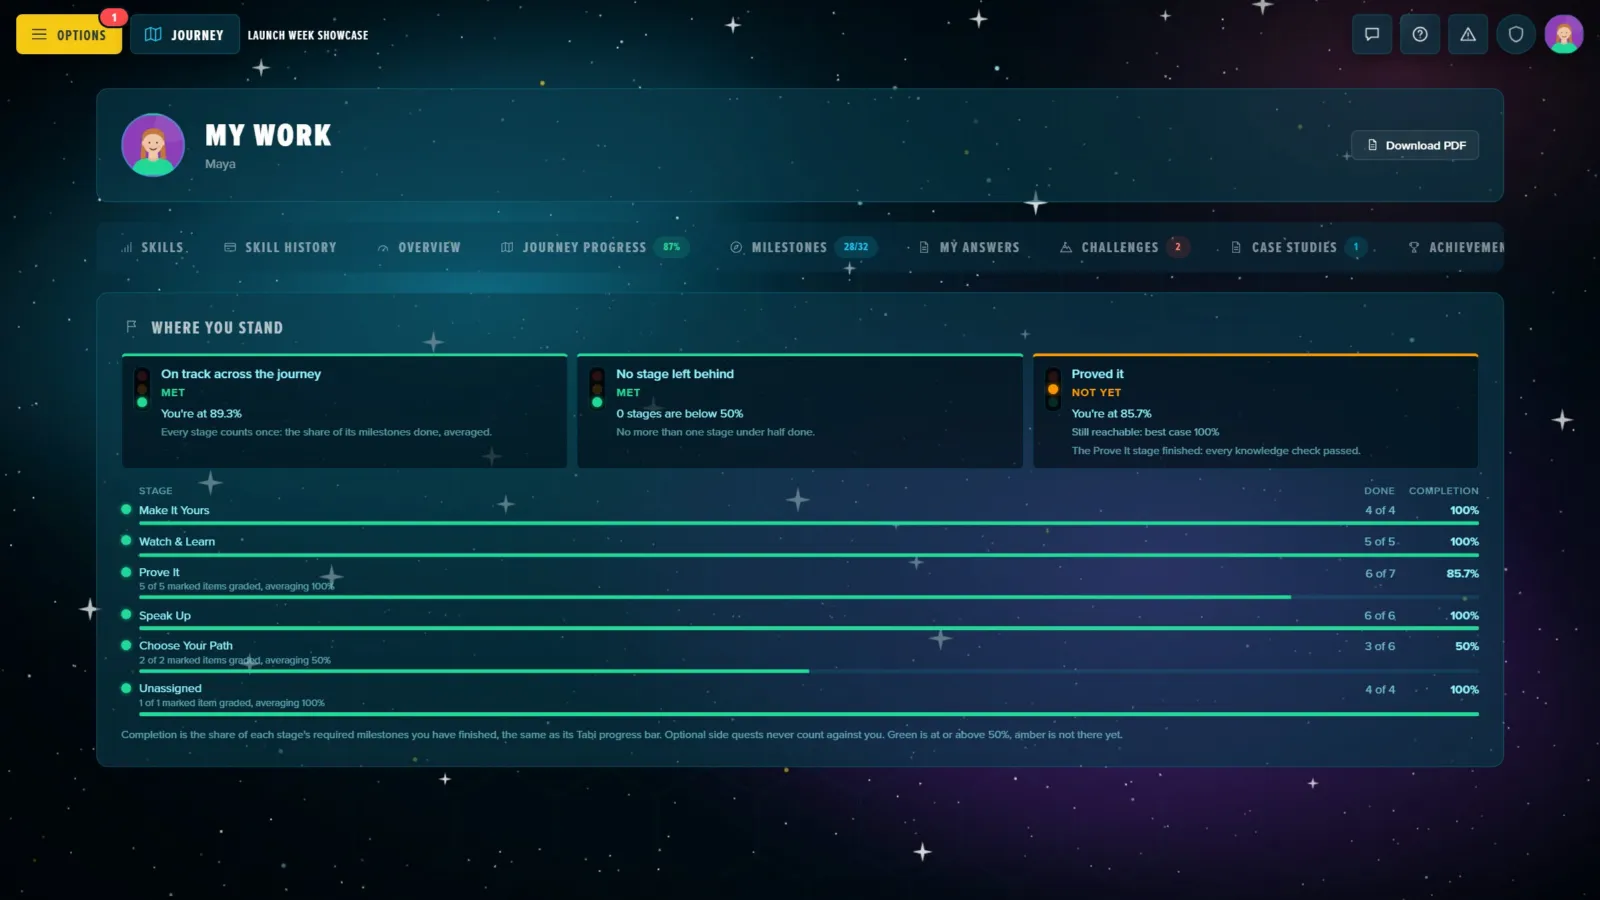 OPTIONS
1
JOURNEY
LAUNCH WEEK SHOWCASE
MY WORK
Maya
Download PDF
SKILLS
SKILL HISTORY
OVERVIEW
JOURNEY PROGRESS 87%
MILESTONES 28/32
MY ANSWERS
CHALLENGES 2
CASE STUDIES 1
WHERE YOU STAND
On track across the journey
MET
You're at 89.3%
Every stage counts once: the share of its milestones done, averaged.
No stage left behind
MET
0 stages are below 50%
No more than one stage under half done.
Proved it
NOT YET
You're at 85.7%
Still reachable: best case 100%
The Prove It stage finished: every knowledge check passed.
STAGE DONE COMPLETION
Make It Yours 4 of 4 100%
Watch & Learn 5 of 5 100%
Prove It 6 of 7 85.7%
5 of 5 marked items graded, averaging 100%
Speak Up 6 of 6 100%
Choose Your Path 3 of 6 50%
2 of 2 marked items graded, averaging 50%
Unassigned 4 of 4 100%
1 of 1 marked item graded, averaging 100%
Completion is the share of each stage's required milestones you have finished, the same as its Tabi progress bar. Optional side quests never count against you. Green is at or above 50%, amber is not there yet.